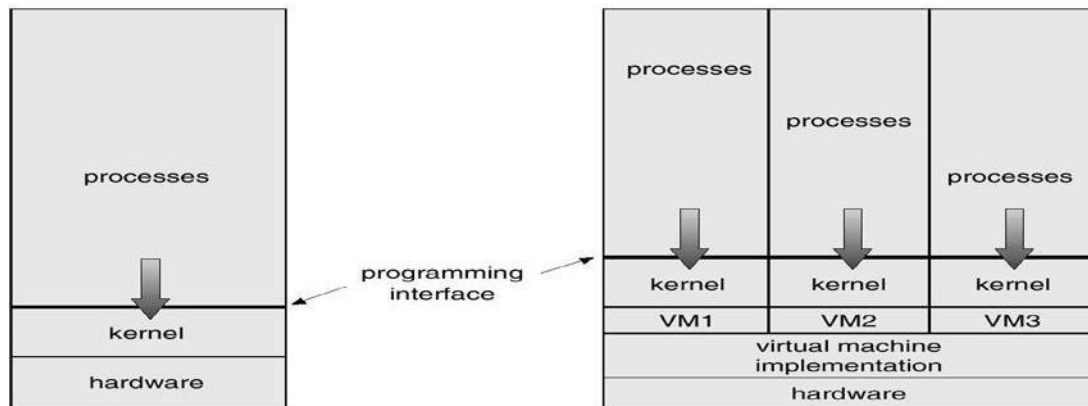 processes
kernel
hardware
programming
interface
processes
processes
processes
kernel
kernel
kernel
VM1
VM2
VM3
virtual machine
implementation
hardware